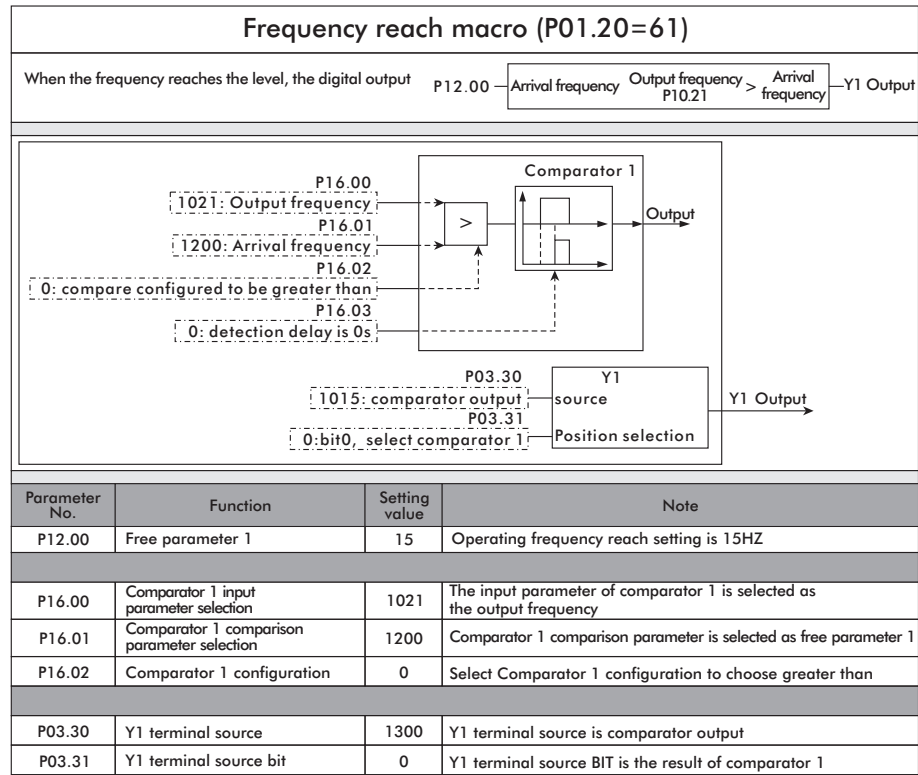 Frequency reach macro (P01.20=61)
When the frequency reaches the level, the digital output
P12.00
Arrival frequency
Output frequency
P10.21
>
Arrival
frequency
Y1 Output
Comparator 1
P16.00
1021: Output frequency
P16.01
1200: Arrival frequency
P16.02
0: compare configured to be greater than
P16.03
0: detection delay is 0s
>
Output
P03.30
1015: comparator output
P03.31
0:bit0, select comparator 1
Y1
source
Position selection
Y1 Output
Parameter
No.
Function
Setting
value
Note
P12.00 Free parameter 1 15 Operating frequency reach setting is 15HZ
P16.00
Comparator 1 input
parameter selection
1021
The input parameter of comparator 1 is selected as
the output frequency
P16.01
Comparator 1 comparison
parameter selection
1200
Comparator 1 comparison parameter is selected as free parameter 1
P16.02 Comparator 1 configuration 0 Select Comparator 1 configuration to choose greater than
P03.30 Y1 terminal source 1300 Y1 terminal source is comparator output
P03.31 Y1 terminal source bit 0 Y1 terminal source BIT is the result of comparator 1